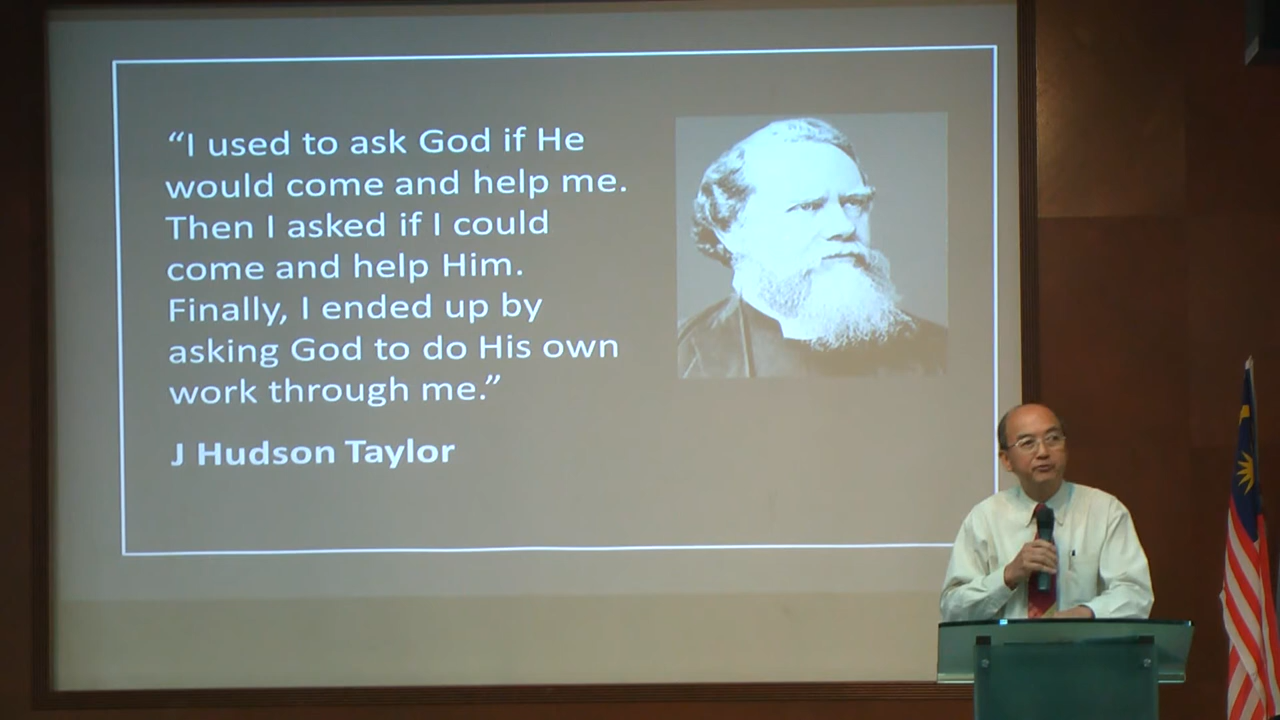 “I used to ask God if He
would come and help me.
Then I asked if I could
come and help Him.
Finally, I ended up by
asking God to do His own
work through me.”
J Hudson Taylor